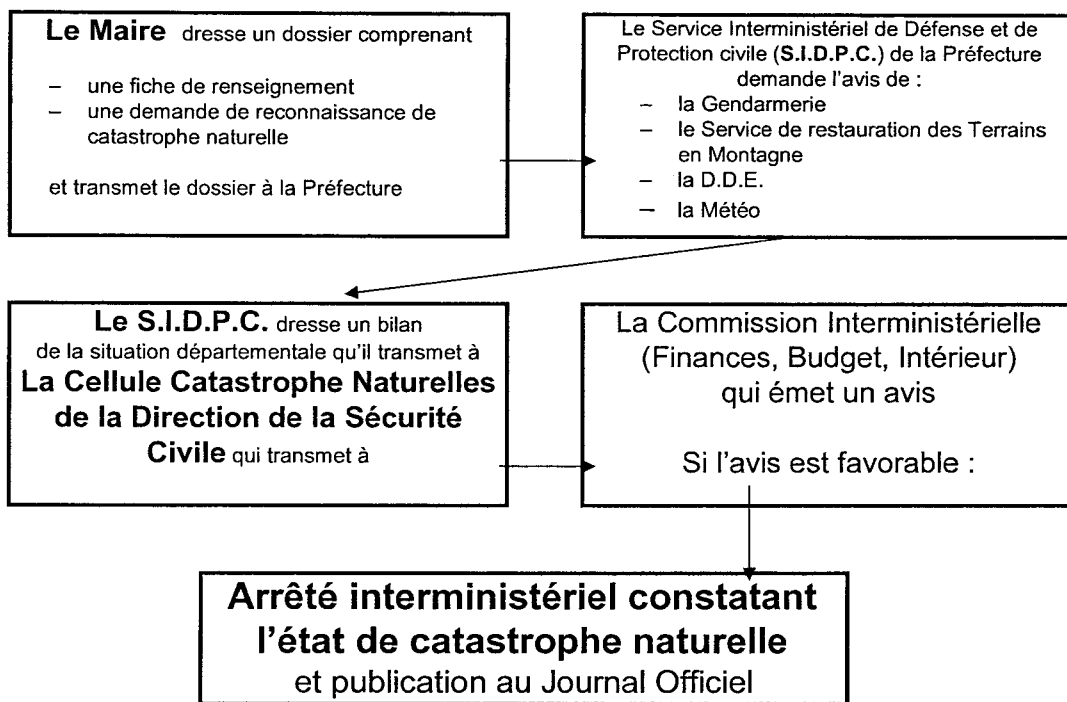 Le Maire dresse un dossier comprenant
– une fiche de renseignement
– une demande de reconnaissance de
catastrophe naturelle
et transmet le dossier à la Préfecture
Le Service Interministériel de Défense et de
Protection civile (S.I.D.P.C.) de la Préfecture
demande l'avis de :
– la Gendarmerie
– le Service de restauration des Terrains
en Montagne
– la D.D.E.
– la Météo
Le S.I.D.P.C. dresse un bilan
de la situation départementale qu'il transmet à
La Cellule Catastrophe Naturelles
de la Direction de la Sécurité
Civile qui transmet à
La Commission Interministérielle
(Finances, Budget, Intérieur)
qui émet un avis
Si l'avis est favorable :
Arrêté interministériel constatant
l'état de catastrophe naturelle
et publication au Journal Officiel